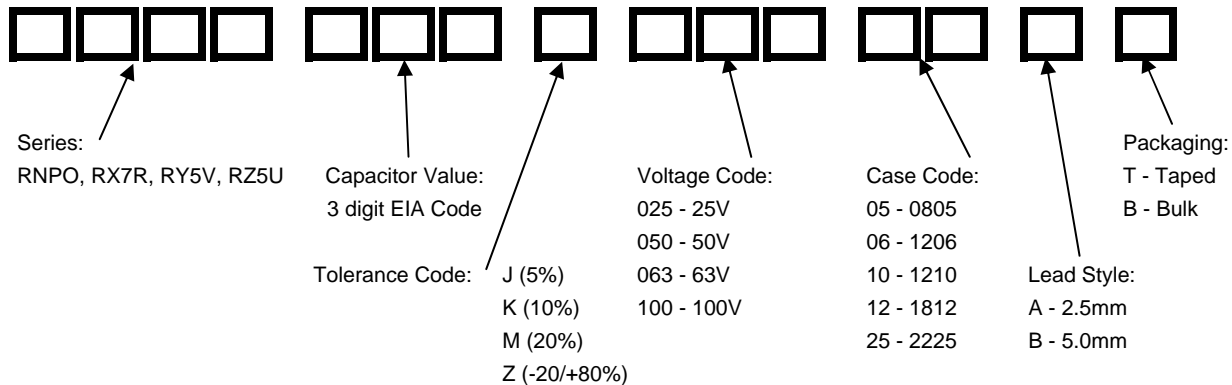 Series:
RNPO, RX7R, RY5V, RZ5U
Capacitor Value:
3 digit EIA Code
Tolerance Code:
J (5%)
K (10%)
M (20%)
Z (-20/+80%)
Voltage Code:
025 - 25V
050 - 50V
063 - 63V
100 - 100V
Case Code:
05 - 0805
06 - 1206
10 - 1210
12 - 1812
25 - 2225
Lead Style:
A - 2.5mm
B - 5.0mm
Packaging:
T - Taped
B - Bulk